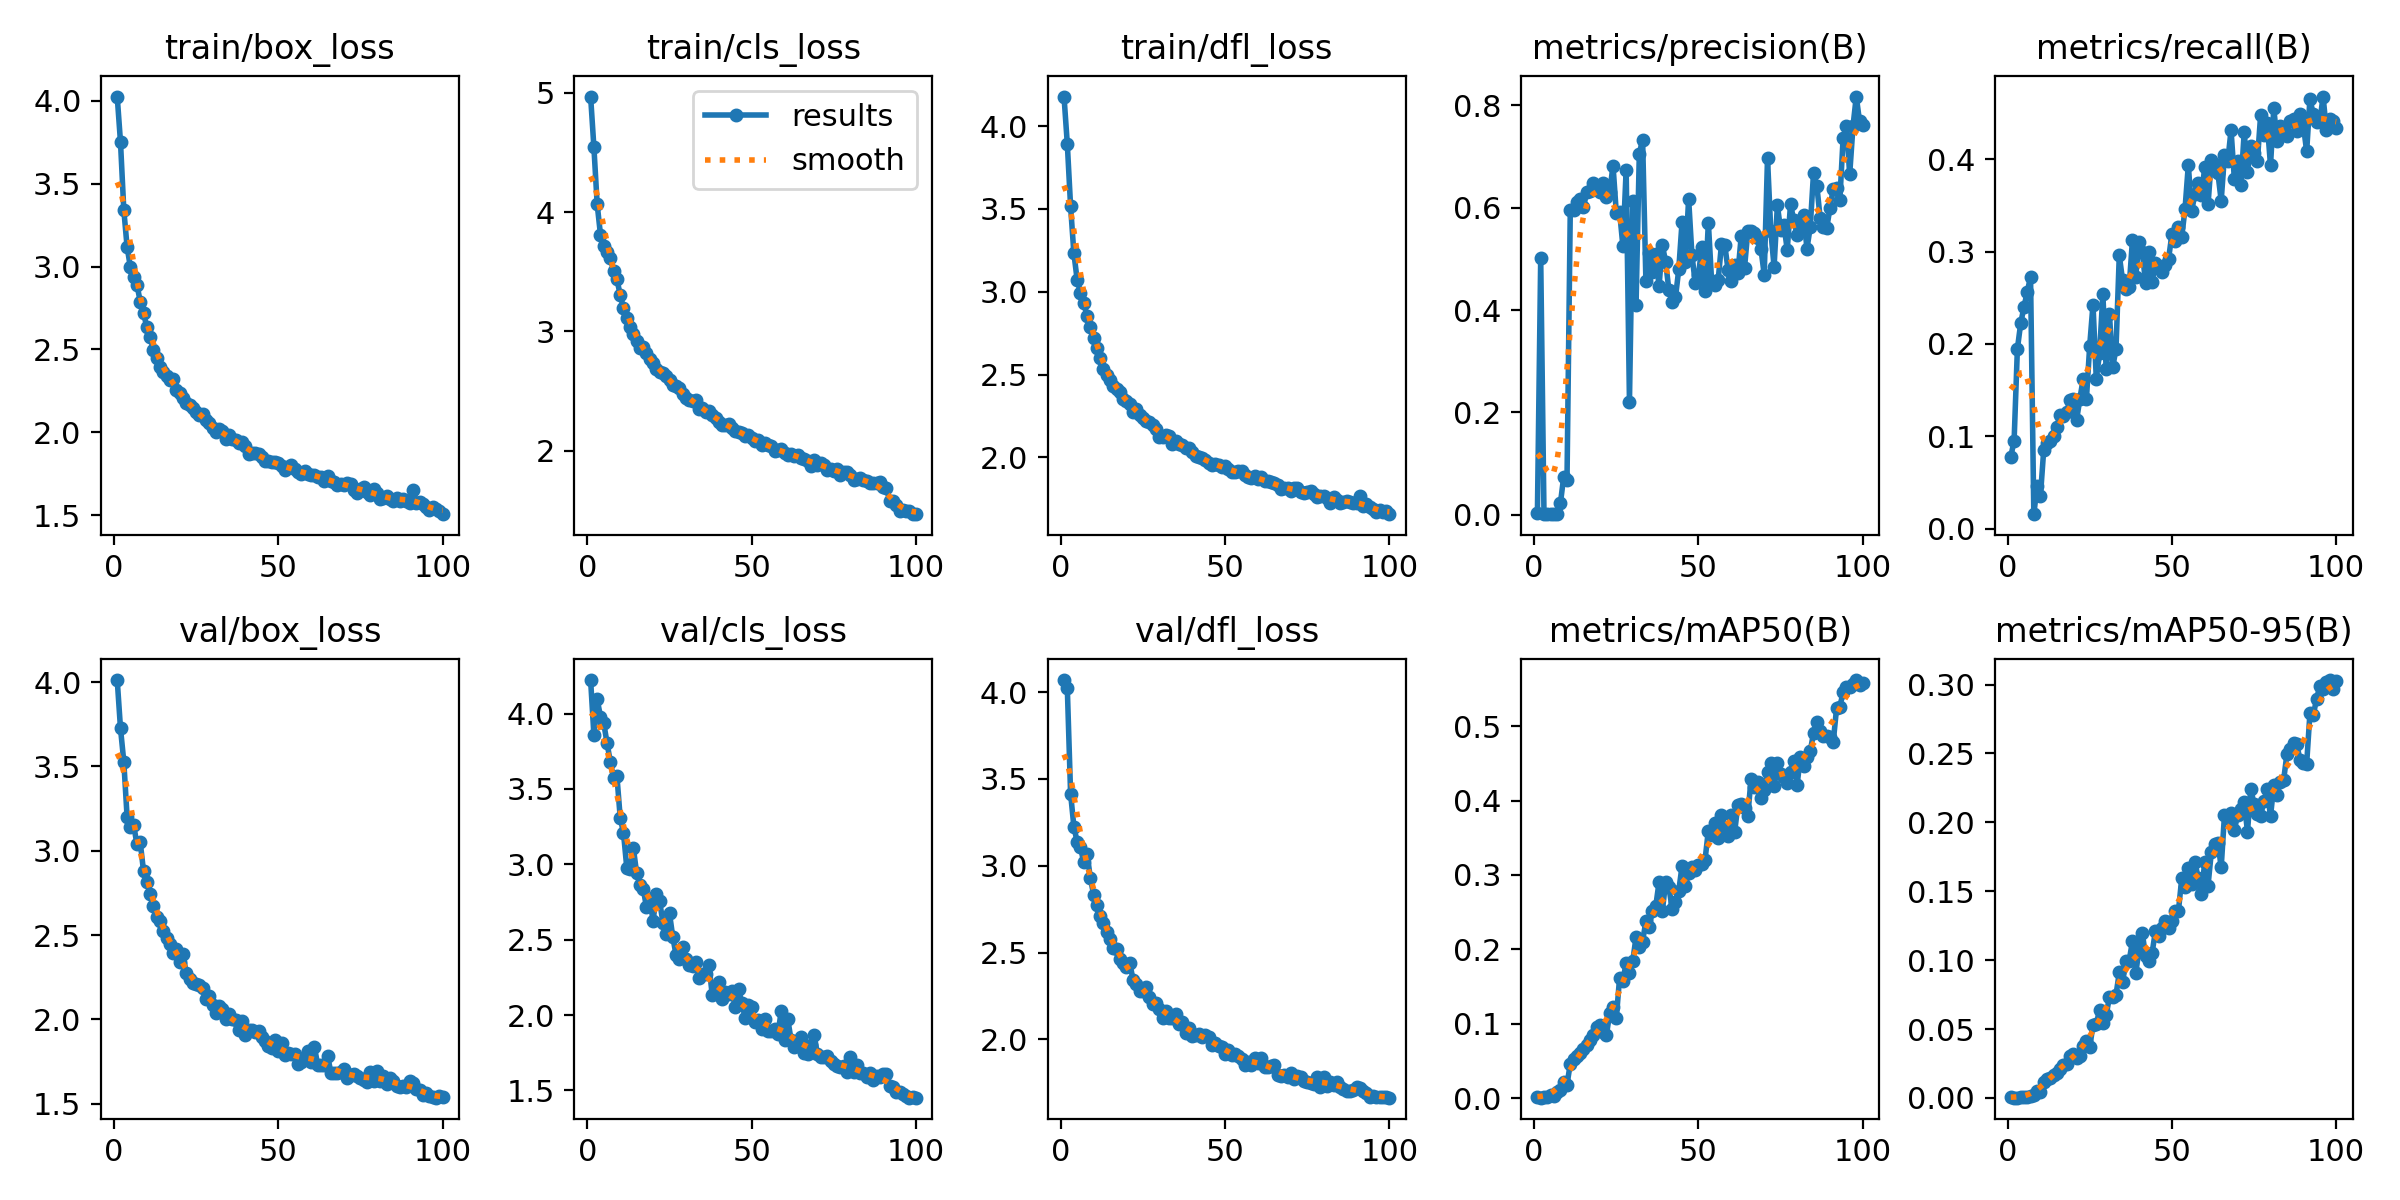 train/box_loss
4.0
3.5
3.0
2.5
2.0
1.5
0 50 100
train/cls_loss
results
smooth
5
4
3
2
0 50 100
train/dfl_loss
4.0
3.5
3.0
2.5
2.0
0 50 100
metrics/precision(B)
0.8
0.6
0.4
0.2
0.0
0 50 100
metrics/recall(B)
0.4
0.3
0.2
0.1
0.0
0 50 100
val/box_loss
4.0
3.5
3.0
2.5
2.0
1.5
0 50 100
val/cls_loss
4.0
3.5
3.0
2.5
2.0
1.5
0 50 100
val/dfl_loss
4.0
3.5
3.0
2.5
2.0
0 50 100
metrics/mAP50(B)
0.5
0.4
0.3
0.2
0.1
0.0
0 50 100
metrics/mAP50-95(B)
0.30
0.25
0.20
0.15
0.10
0.05
0.00
0 50 100